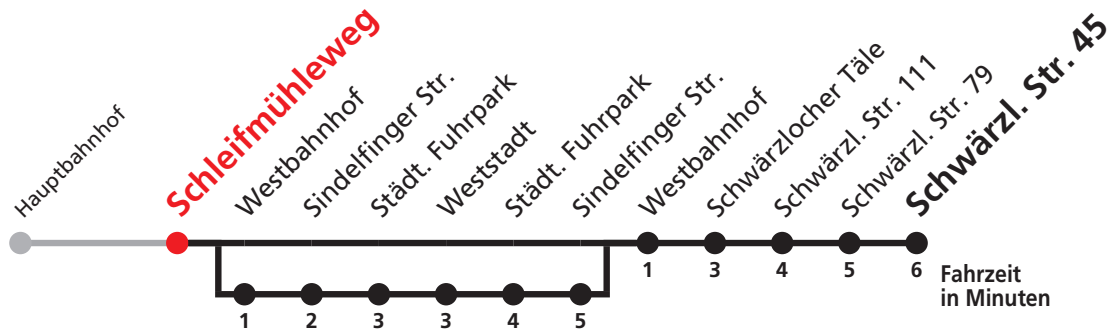 Hauptbahnhof
Schleifmühleweg
Westbahnhof
Sindelfinger Str.
Städt. Fuhrpark
Weststadt
Städt. Fuhrpark
Sindelfinger Str.
Westbahnhof
Schwärzlocher Täle
Schwärzl. Str. 111
Schwärzl. Str. 79
Schwärzl. Str. 45
1 3 4 5 6
Fahrzeit
in Minuten
1 2 3 3 4 5